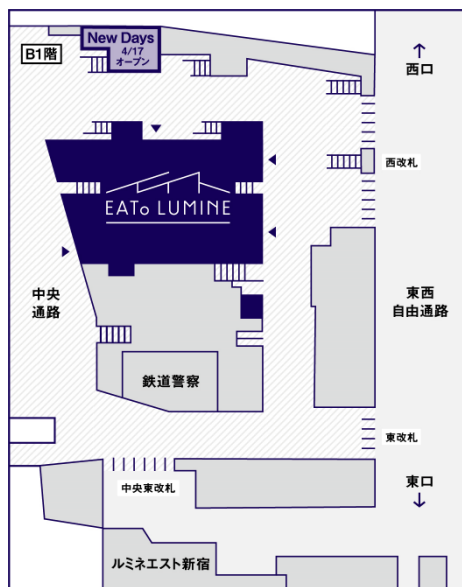 New Days
4/17
オープン
B1階
↑
西口
西改札
EATo LUMINE
中央
通路
東西
自由通路
鉄道警察
東改札
中央東改札
東口
↓
ルミネエスト新宿